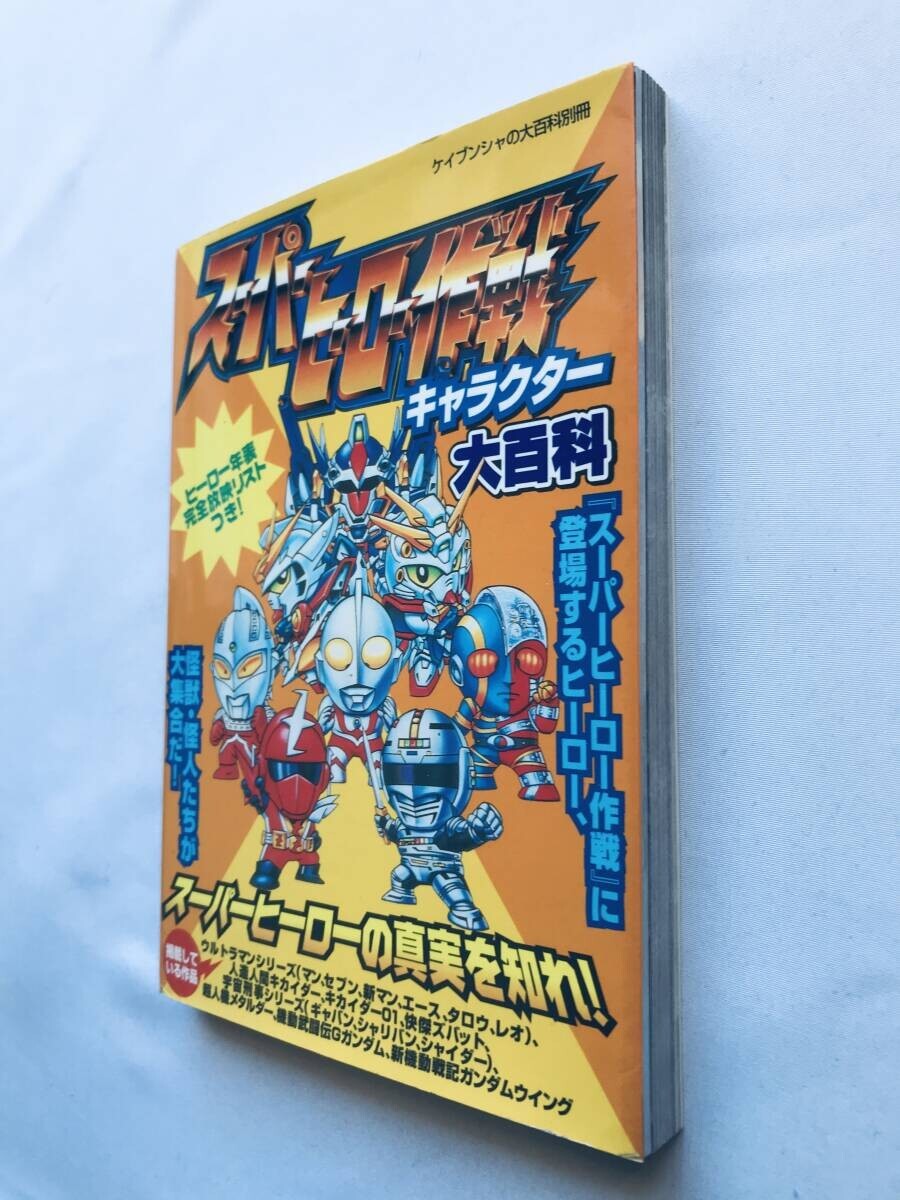 ケイブンシャの大百科別冊
スーパーヒーロー作戦
キャラクター
大百科
ヒーロー年表
完全放映リスト
つき!
『スーパーヒーロー作戦』に
登場するヒーロー、
怪獣・怪人たちが
大集合だ!
スーパーヒーローの真実を知れ!
掲載して
いる作品
ウルトラマンシリーズ(マン、セブン、新マン、エース、タロウ、レオ)、
人造人間キカイダー、キカイダー01、快傑ズバット、
宇宙刑事シリーズ(ギャバン、シャリバン、シャイダー)、
超人機メタルダー、機動武闘伝Gガンダム、新機動戦記ガンダムウイング